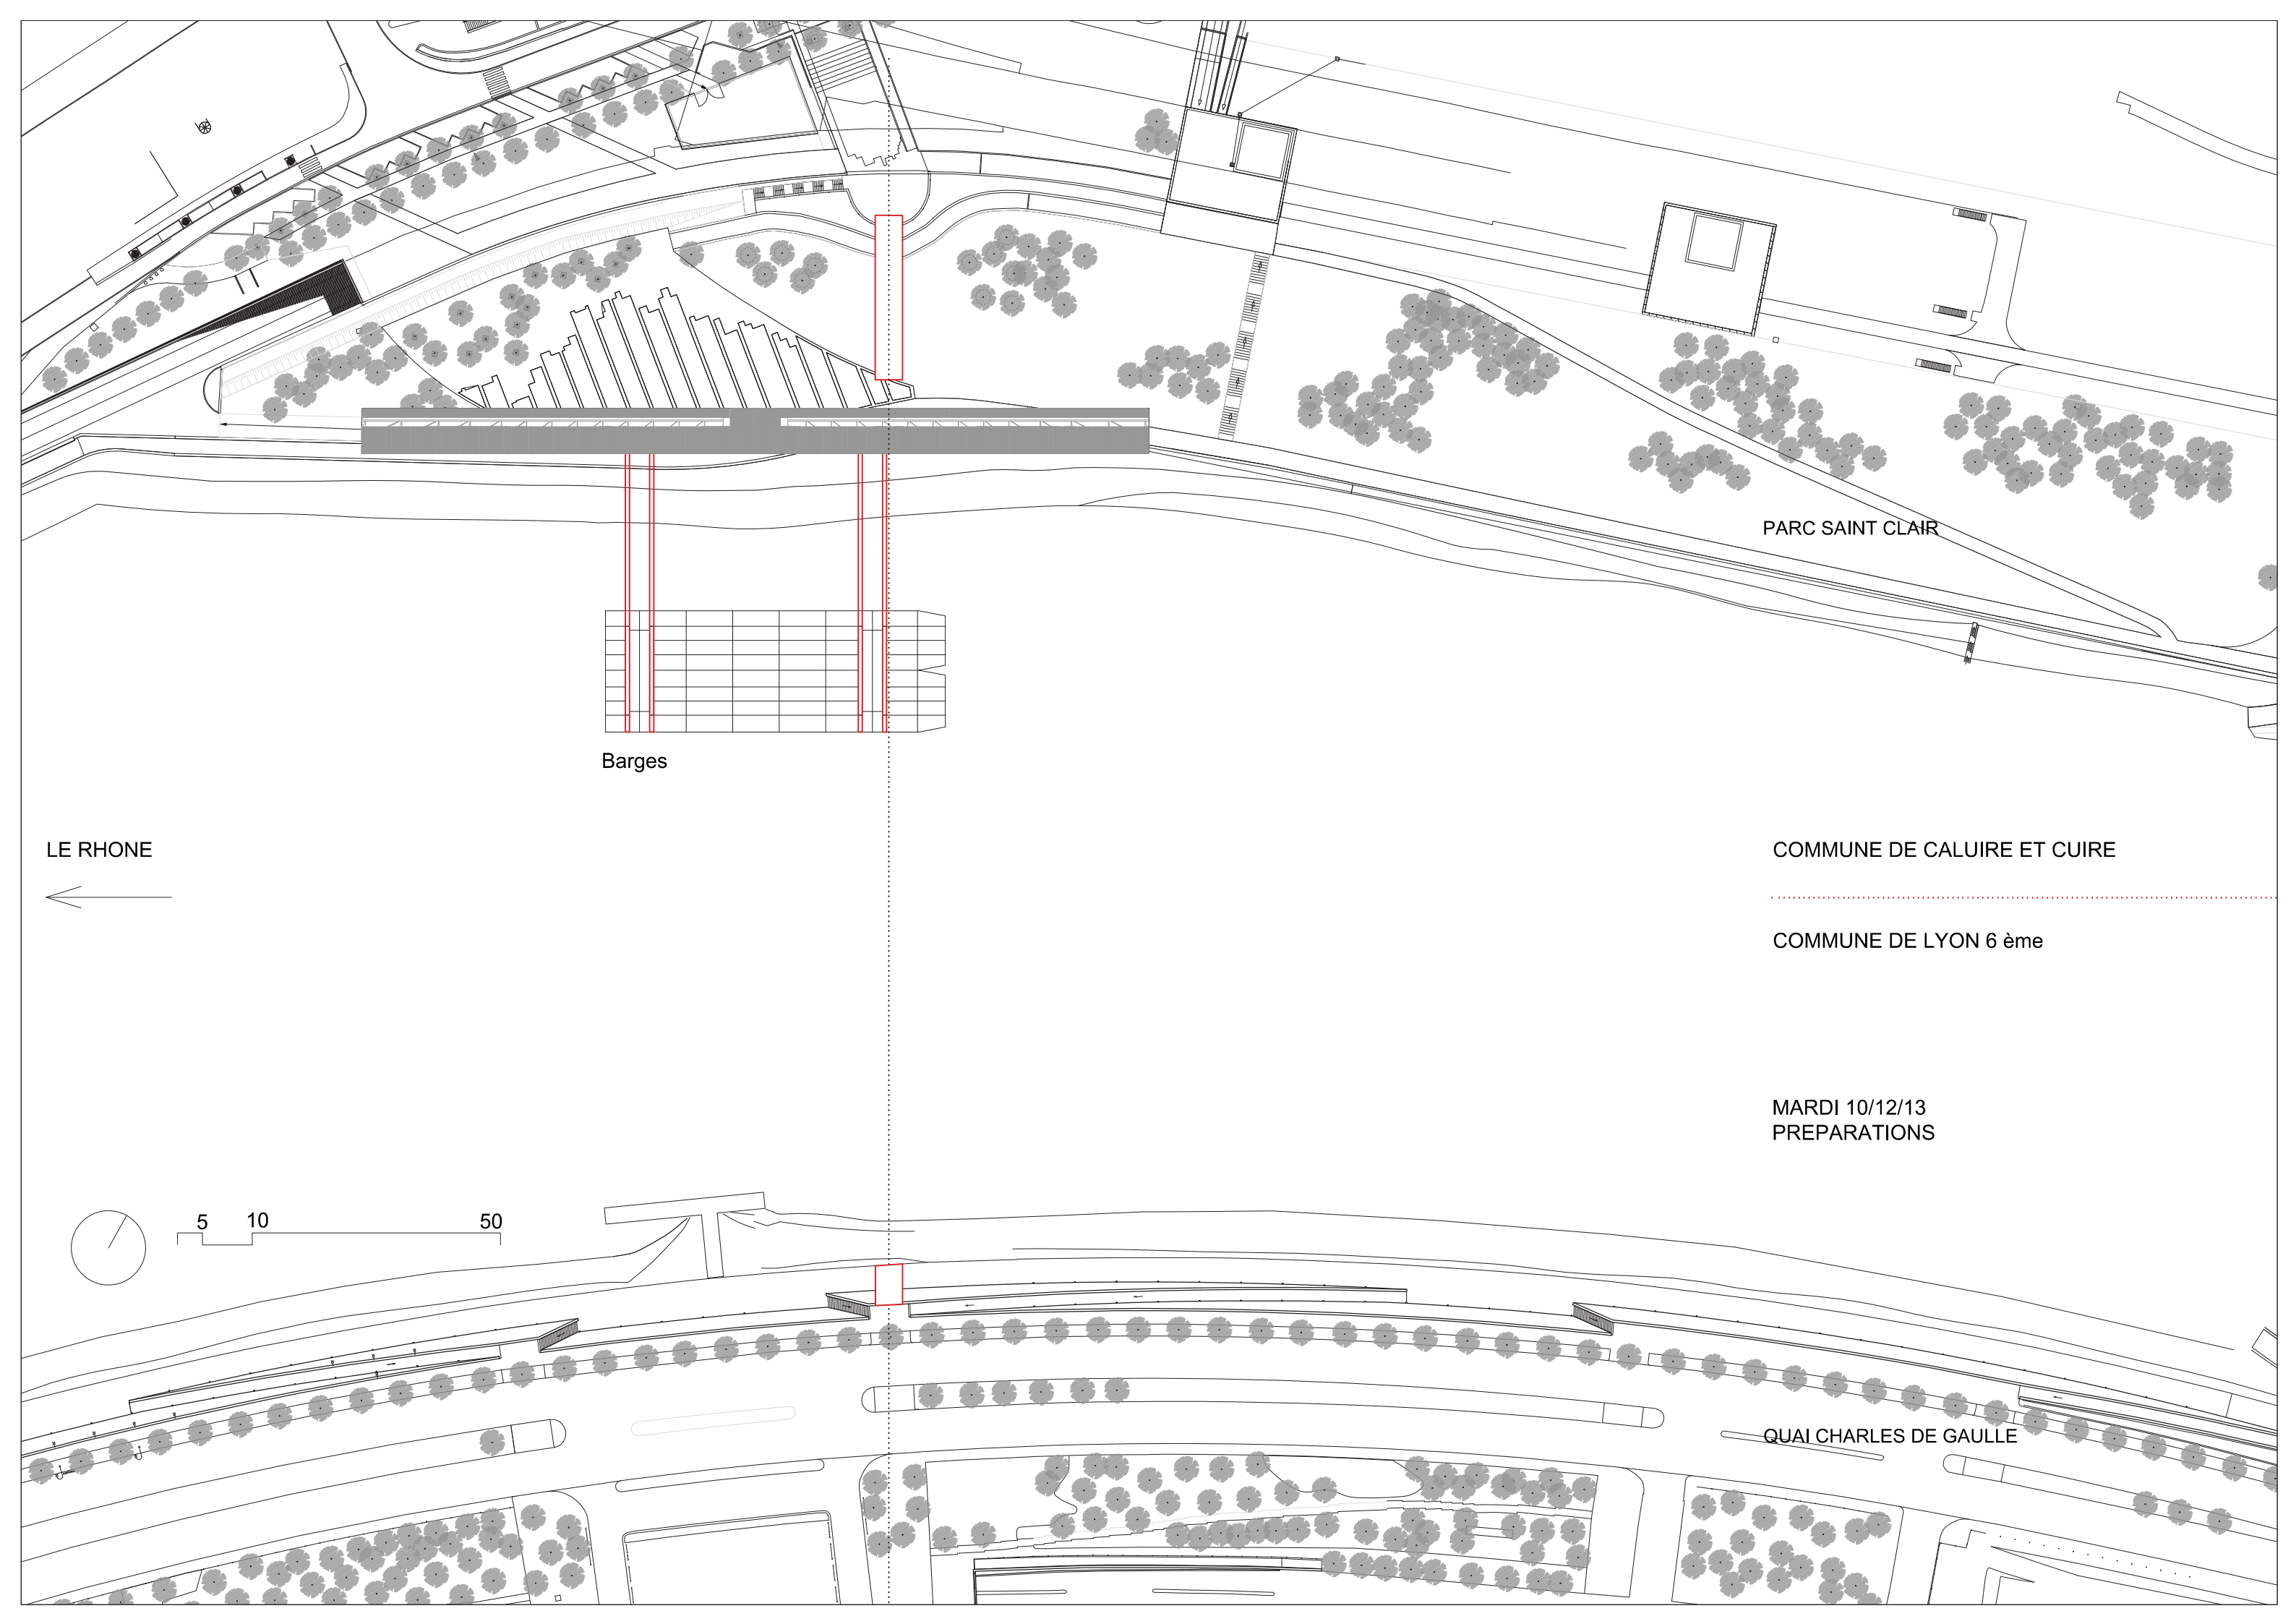 PARC SAINT CLAIR
Barges
LE RHONE
COMMUNE DE CALUIRE ET CUIRE
COMMUNE DE LYON 6 ème
MARDI 10/12/13
PREPARATIONS
5 10 50
QUAI CHARLES DE GAULLE